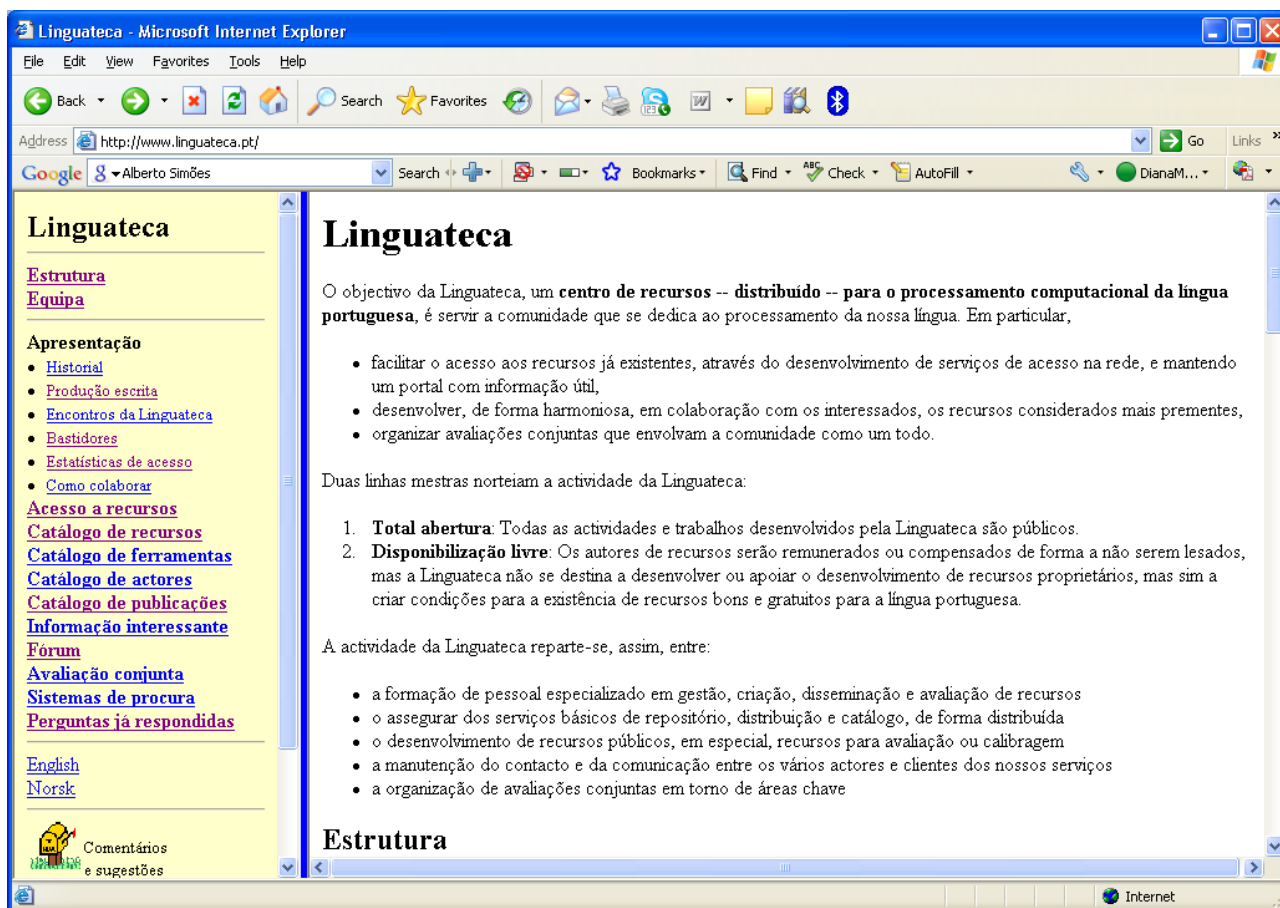 Linguateca - Microsoft Internet Explorer
File Edit View Favorites Tools Help
Back Search Favorites
Address http://www.linguateca.pt/ Go Links »
Google Alberto Simões Search Bookmarks Find Check AutoFill DianaM...
Linguateca
Estrutura
Equipa
Apresentação
• Historial
• Produção escrita
• Encontros da Linguateca
• Bastidores
• Estatísticas de acesso
• Como colaborar
Acesso a recursos
Catálogo de recursos
Catálogo de ferramentas
Catálogo de actores
Catálogo de publicações
Informação interessante
Fórum
Avaliação conjunta
Sistemas de procura
Perguntas já respondidas
English
Norsk
Comentários
e sugestões
Linguateca
O objectivo da Linguateca, um centro de recursos -- distribuído -- para o processamento computacional da língua
portuguesa, é servir a comunidade que se dedica ao processamento da nossa língua. Em particular,
• facilitar o acesso aos recursos já existentes, através do desenvolvimento de serviços de acesso na rede, e mantendo
um portal com informação útil,
• desenvolver, de forma harmoniosa, em colaboração com os interessados, os recursos considerados mais prementes,
• organizar avaliações conjuntas que envolvam a comunidade como um todo.
Duas linhas mestras norteiam a actividade da Linguateca:
1. Total abertura: Todas as actividades e trabalhos desenvolvidos pela Linguateca são públicos.
2. Disponibilização livre: Os autores de recursos serão remunerados ou compensados de forma a não serem lesados,
mas a Linguateca não se destina a desenvolver ou apoiar o desenvolvimento de recursos proprietários, mas sim a
criar condições para a existência de recursos bons e gratuitos para a língua portuguesa.
A actividade da Linguateca reparte-se, assim, entre:
• a formação de pessoal especializado em gestão, criação, disseminação e avaliação de recursos
• o assegurar dos serviços básicos de repositório, distribuição e catálogo, de forma distribuída
• o desenvolvimento de recursos públicos, em especial, recursos para avaliação ou calibragem
• a manutenção do contacto e da comunicação entre os vários actores e clientes dos nossos serviços
• a organização de avaliações conjuntas em torno de áreas chave
Estrutura
Internet